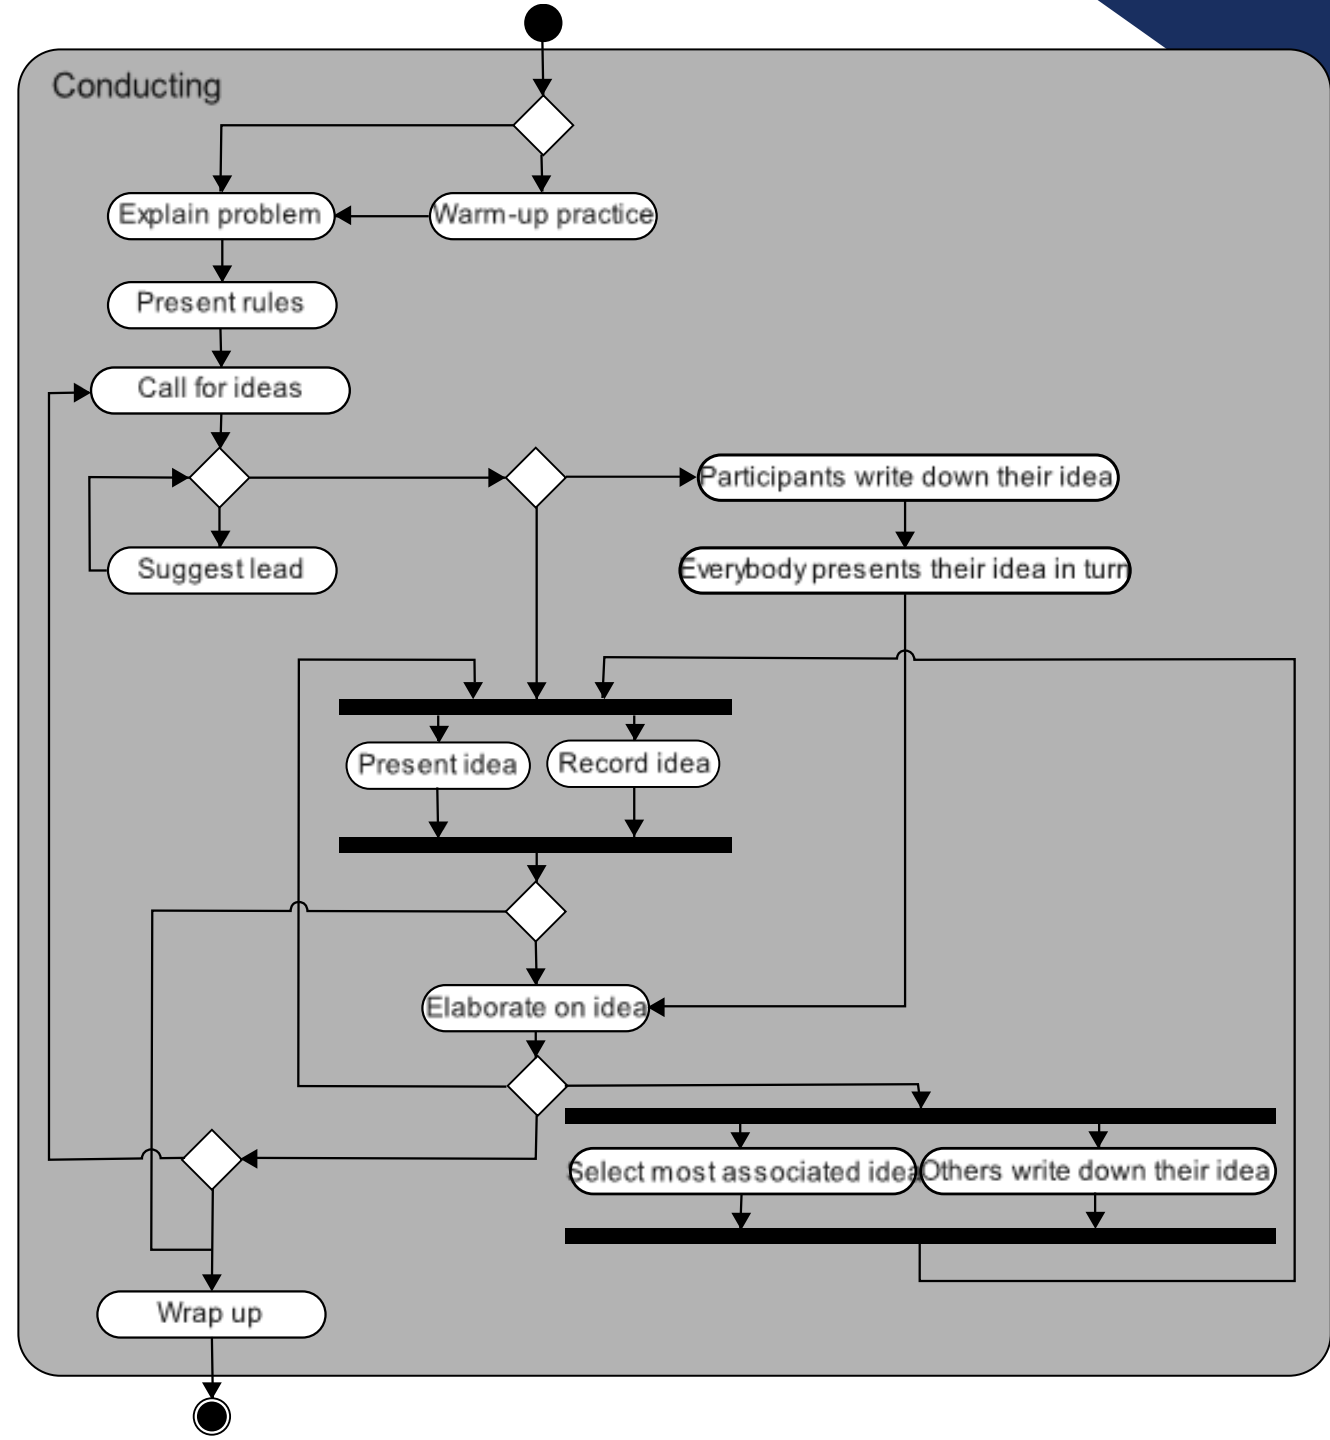 Conducting
Explain problem
Warm-up practice
Present rules
Call for ideas
Participants write down their idea
Suggest lead
Everybody presents their idea in turn
Present idea
Record idea
Elaborate on idea
Select most associated idea
Others write down their idea
Wrap up